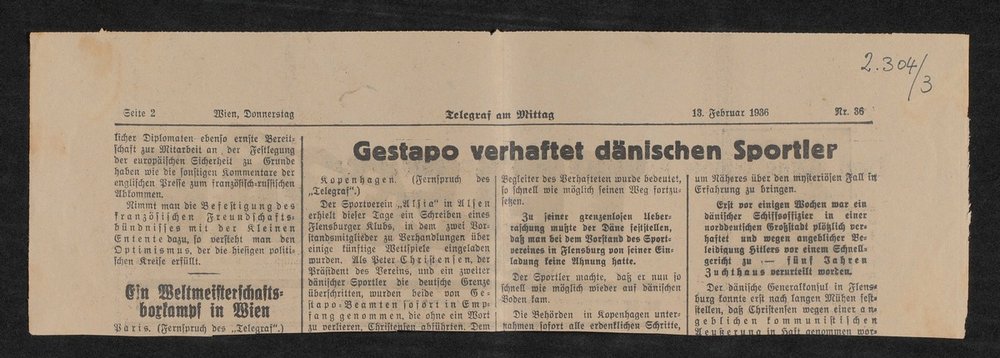 2.304/3
Seite 2 Wien, Donnerstag Telegraf am Mittag 13. Februar 1936 Nr. 36
licher Diplomaten ebenso ernste Bereit-
schaft zur Mitarbeit an der Festlegung
der europäischen Sicherheit zu Grunde
haben wie die sonstigen Kommentare der
englischen Presse zum französisch-russischen
Abkommen.
Nimmt man die Befestigung des
französischen Freundschafts-
bündnisses mit der Kleinen
Entente dazu, so versteht man den
Optimismus, der die hiesigen politi-
schen Kreise erfüllt.
Ein Weltmeisterschafts-
boxkampf in Wien
Paris. (Fernspruch des „Telegraf“.)
Gestapo verhaftet dänischen Sportler
Kopenhagen. (Fernspruch des
„Telegraf“.)
Der Sportverein „Alsia“ in Alsen
erhielt dieser Tage ein Schreiben eines
Flensburger Klubs, in dem zwei Vor-
standsmitglieder zu Verhandlungen über
einige künftige Wettspiele eingeladen
wurden. Als Peter Christensen, der
Präsident des Vereins, und ein zweiter
dänischer Sportler die deutsche Grenze
überschritten, wurden beide von Ge-
stapo-Beamten sofort in Emp-
fang genommen, die ohne ein Wort
zu verlieren, Christensen abführten. Dem
Begleiter des Verhafteten wurde bedeutet,
so schnell wie möglich seinen Weg fortzu-
setzen.
Zu seiner grenzenlosen Ueber-
raschung mußte der Däne feststellen,
daß man bei dem Vorstand des Sport-
vereines in Flensburg von seiner Ein-
ladung keine Ahnung hatte.
Der Sportler machte, daß er nun so
schnell wie möglich wieder auf dänischen
Boden kam.
Die Behörden in Kopenhagen unter-
nahmen sofort alle erdenklichen Schritte,
um Näheres über den mysteriösen Fall in
Erfahrung zu bringen.
Erst vor einigen Wochen war ein
dänischer Schiffsoffizier in einer
norddeutschen Großstadt plötzlich ver-
haftet und wegen angeblicher Be-
leidigung Hitlers vor einem Schnell-
gericht zu — fünf Jahren
Zuchthaus verurteilt worden.
Der dänische Generalkonsul in Flens-
burg konnte erst nach langen Mühen fest-
stellen, daß Christensen wegen einer an-
geblichen kommunistischen
Aeußerung in Haft genommen wor-